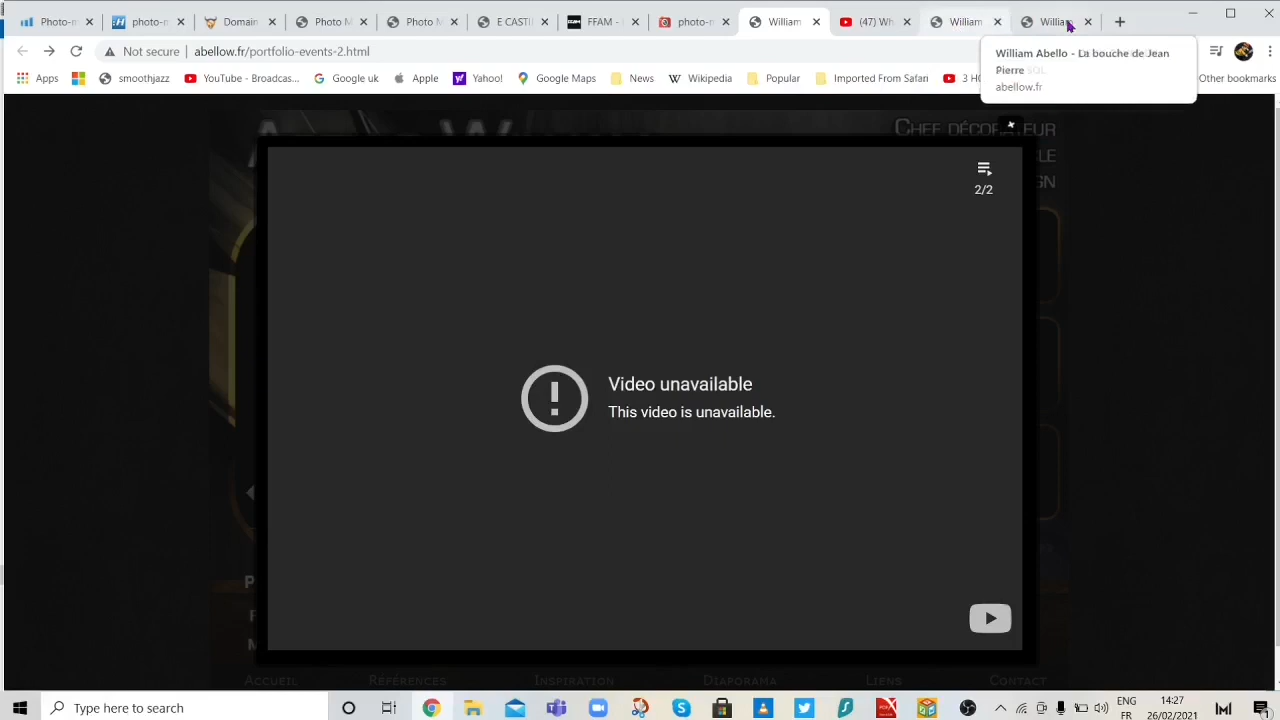 Photo-m
photo-m
Domain
Photo M
Photo M
E CASTI
FFAM -
photo-m
William
(47) Wh
William
William
Not secure
abellow.fr/portfolio-events-2.html
William Abello - La bouche de Jean
Pierre
abellow.fr
Apps
smoothjazz
YouTube - Broadcas...
Google uk
Apple
Yahoo!
Google Maps
News
Wikipedia
Popular
Imported From Safari
3 HO
Other bookmarks
Chef décorateur
2/2
Video unavailable
This video is unavailable.
Accueil
Références
Inspiration
Diaporama
Liens
Contact
Type here to search
ENG
FR
14:27
26/02/2021